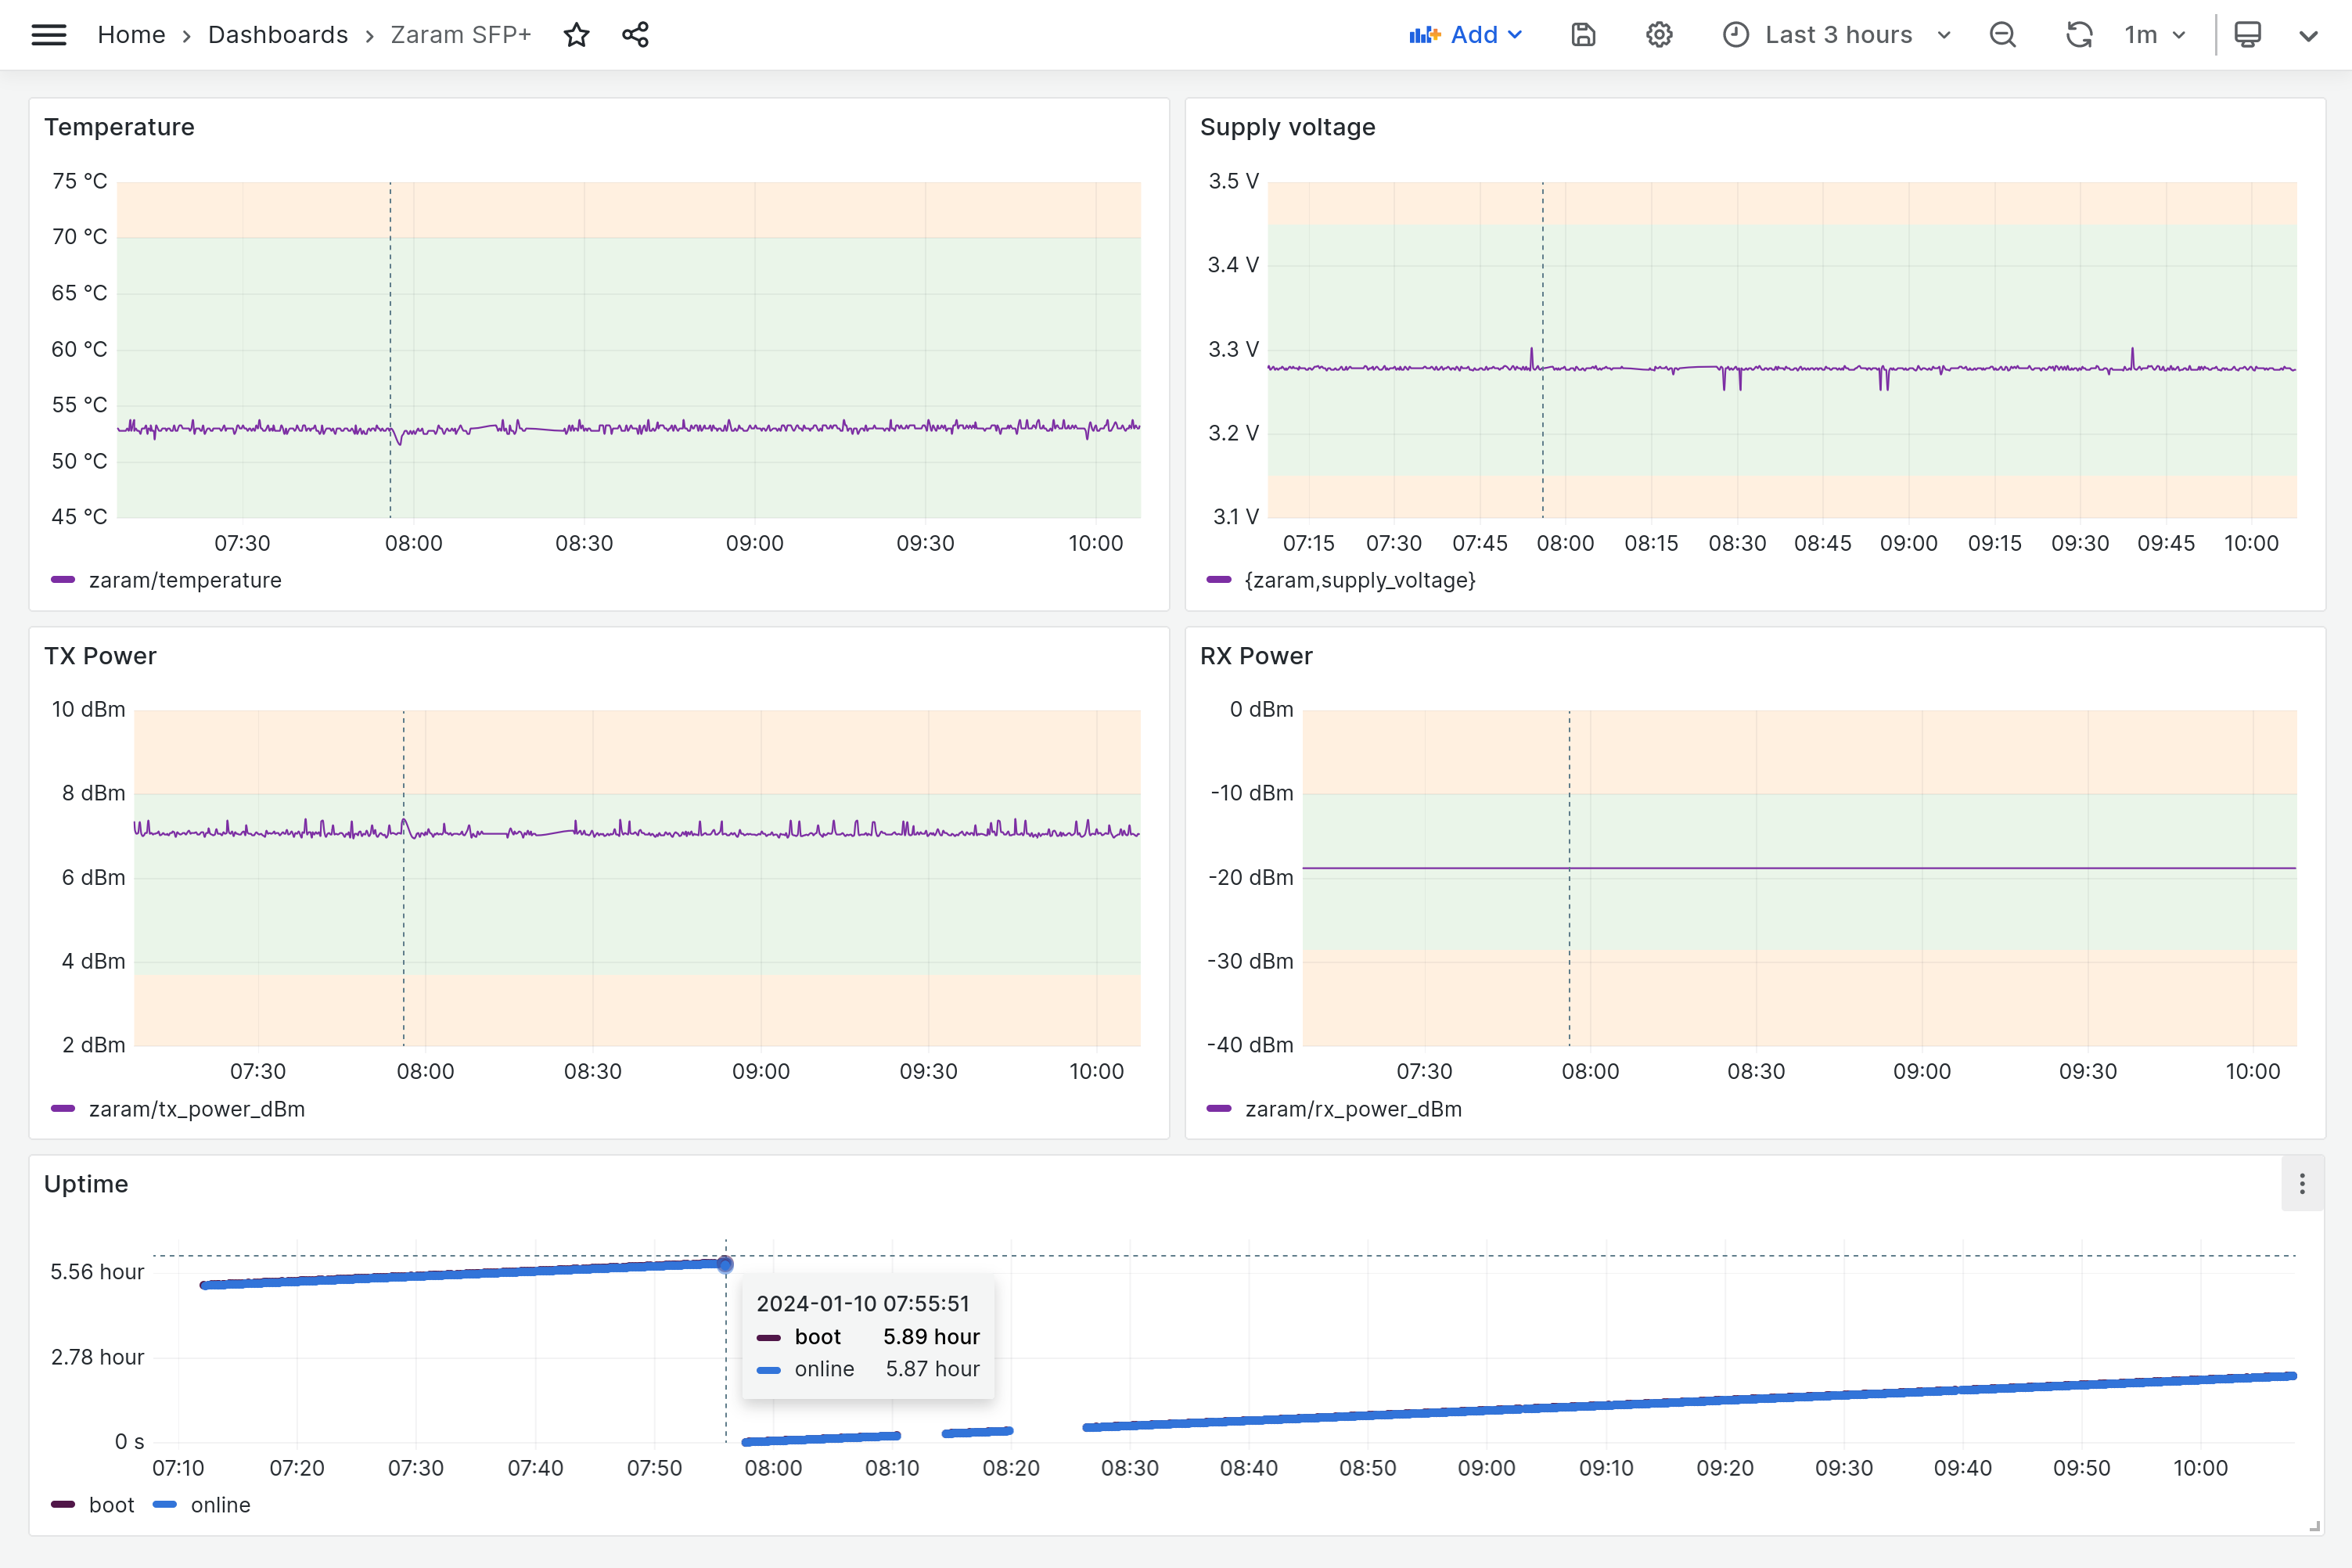 Home › Dashboards › Zaram SFP+ Add Last 3 hours 1m
Temperature
75 °C
70 °C
65 °C
60 °C
55 °C
50 °C
45 °C
07:30 08:00 08:30 09:00 09:30 10:00
zaram/temperature
Supply voltage
3.5 V
3.4 V
3.3 V
3.2 V
3.1 V
07:15 07:30 07:45 08:00 08:15 08:30 08:45 09:00 09:15 09:30 09:45 10:00
{zaram,supply_voltage}
TX Power
10 dBm
8 dBm
6 dBm
4 dBm
2 dBm
07:30 08:00 08:30 09:00 09:30 10:00
zaram/tx_power_dBm
RX Power
0 dBm
-10 dBm
-20 dBm
-30 dBm
-40 dBm
07:30 08:00 08:30 09:00 09:30 10:00
zaram/rx_power_dBm
Uptime
5.56 hour
2.78 hour
0 s
2024-01-10 07:55:51
boot 5.89 hour
online 5.87 hour
07:10 07:20 07:30 07:40 07:50 08:00 08:10 08:20 08:30 08:40 08:50 09:00 09:10 09:20 09:30 09:40 09:50 10:00
boot online